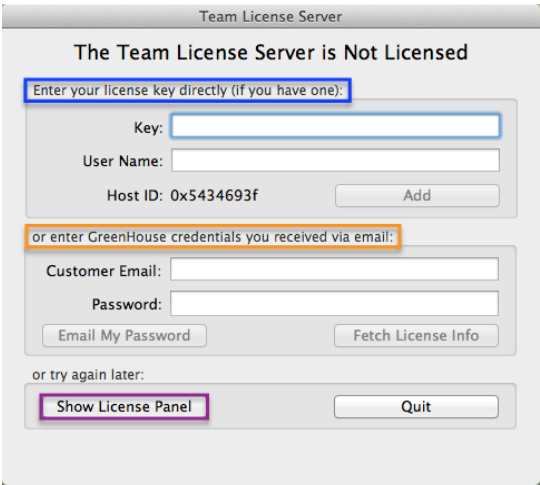 Team License Server
The Team License Server is Not Licensed
Enter your license key directly (if you have one):
Key:
User Name:
Host ID: 0x5434693f
Add
or enter GreenHouse credentials you received via email:
Customer Email:
Password:
Email My Password
Fetch License Info
or try again later:
Show License Panel
Quit